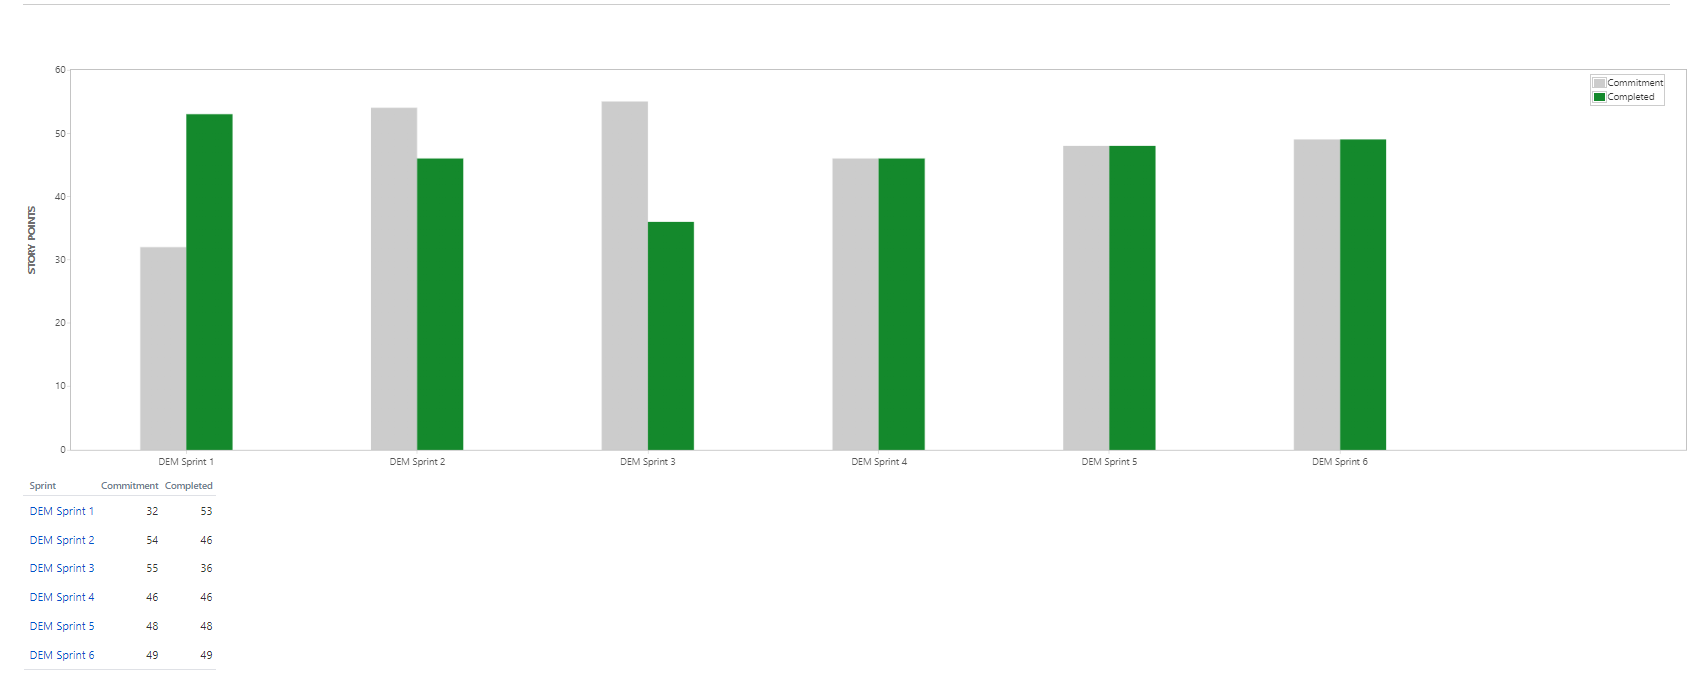 60
Commitment
Completed
50
40
STORY POINTS
30
20
10
0
DEM Sprint 1 DEM Sprint 2 DEM Sprint 3 DEM Sprint 4 DEM Sprint 5 DEM Sprint 6
Sprint Commitment Completed
DEM Sprint 1 32 53
DEM Sprint 2 54 46
DEM Sprint 3 55 36
DEM Sprint 4 46 46
DEM Sprint 5 48 48
DEM Sprint 6 49 49